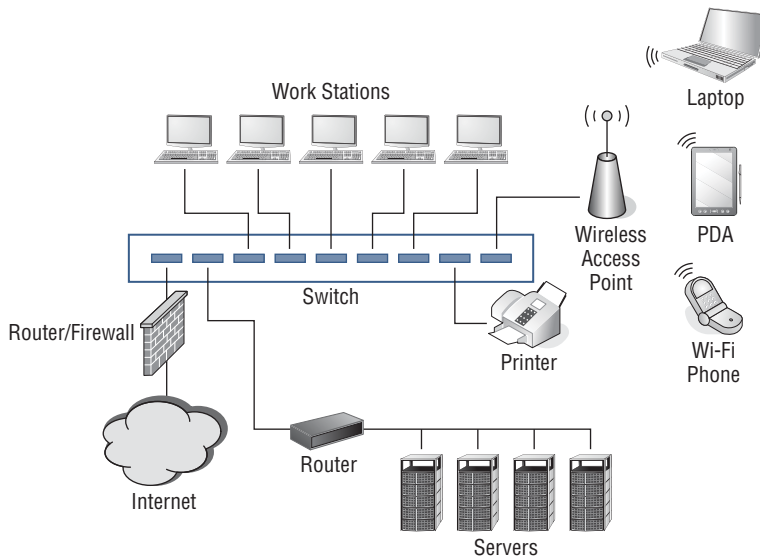 Work Stations
Laptop
PDA
Wireless
Access
Point
Switch
Router/Firewall
Printer
Wi-Fi
Phone
Router
Internet
Servers